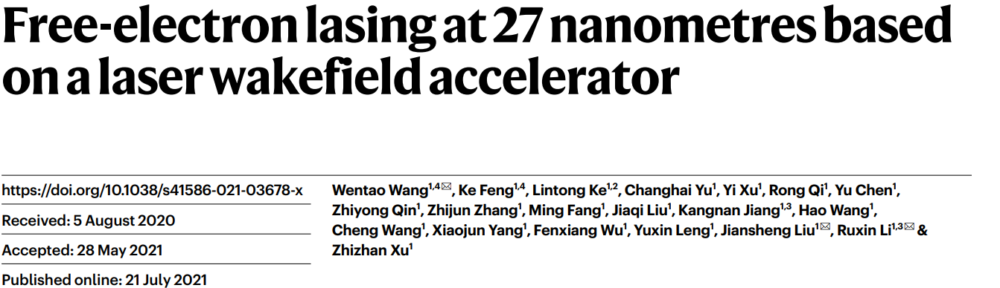 Free-electron lasing at 27 nanometres based
on a laser wakefield accelerator
https://doi.org/10.1038/s41586-021-03678-x
Received: 5 August 2020
Accepted: 28 May 2021
Published online: 21 July 2021
Wentao Wang1,4✉, Ke Feng1,4, Lintong Ke1,2, Changhai Yu1, Yi Xu1, Rong Qi1, Yu Chen1,
Zhiyong Qin1, Zhijun Zhang1, Ming Fang1, Jiaqi Liu1, Kangnan Jiang1,3, Hao Wang1,
Cheng Wang1, Xiaojun Yang1, Fenxiang Wu1, Yuxin Leng1, Jiansheng Liu1✉, Ruxin Li1,3✉ &
Zhizhan Xu1